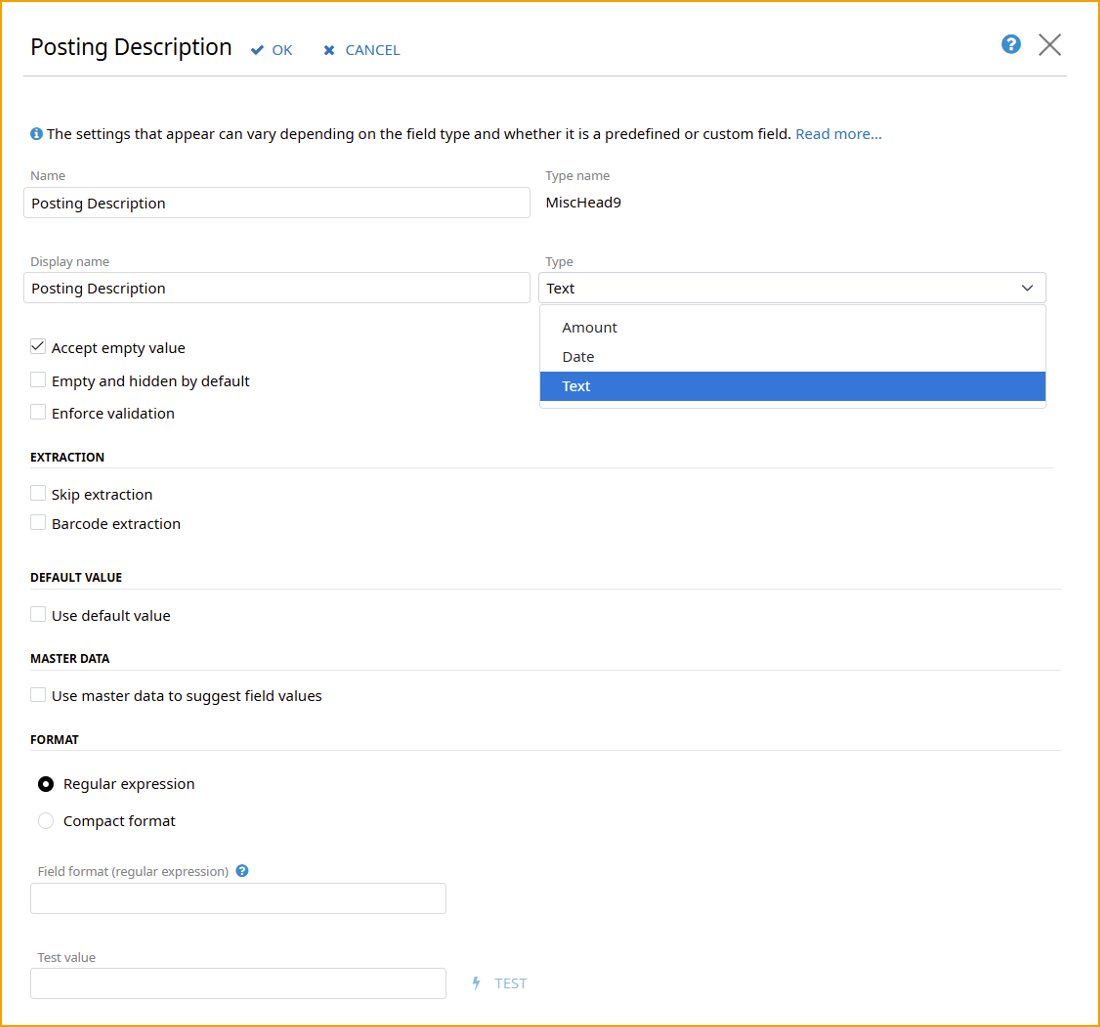 Posting Description OK CANCEL
The settings that appear can vary depending on the field type and whether it is a predefined or custom field. Read more...
Name Type name
Posting Description MiscHead9
Display name Type
Posting Description Text
Amount
Accept empty value
Date
Empty and hidden by default
Text
Enforce validation
EXTRACTION
Skip extraction
Barcode extraction
DEFAULT VALUE
Use default value
MASTER DATA
Use master data to suggest field values
FORMAT
Regular expression
Compact format
Field format (regular expression)
Test value
TEST